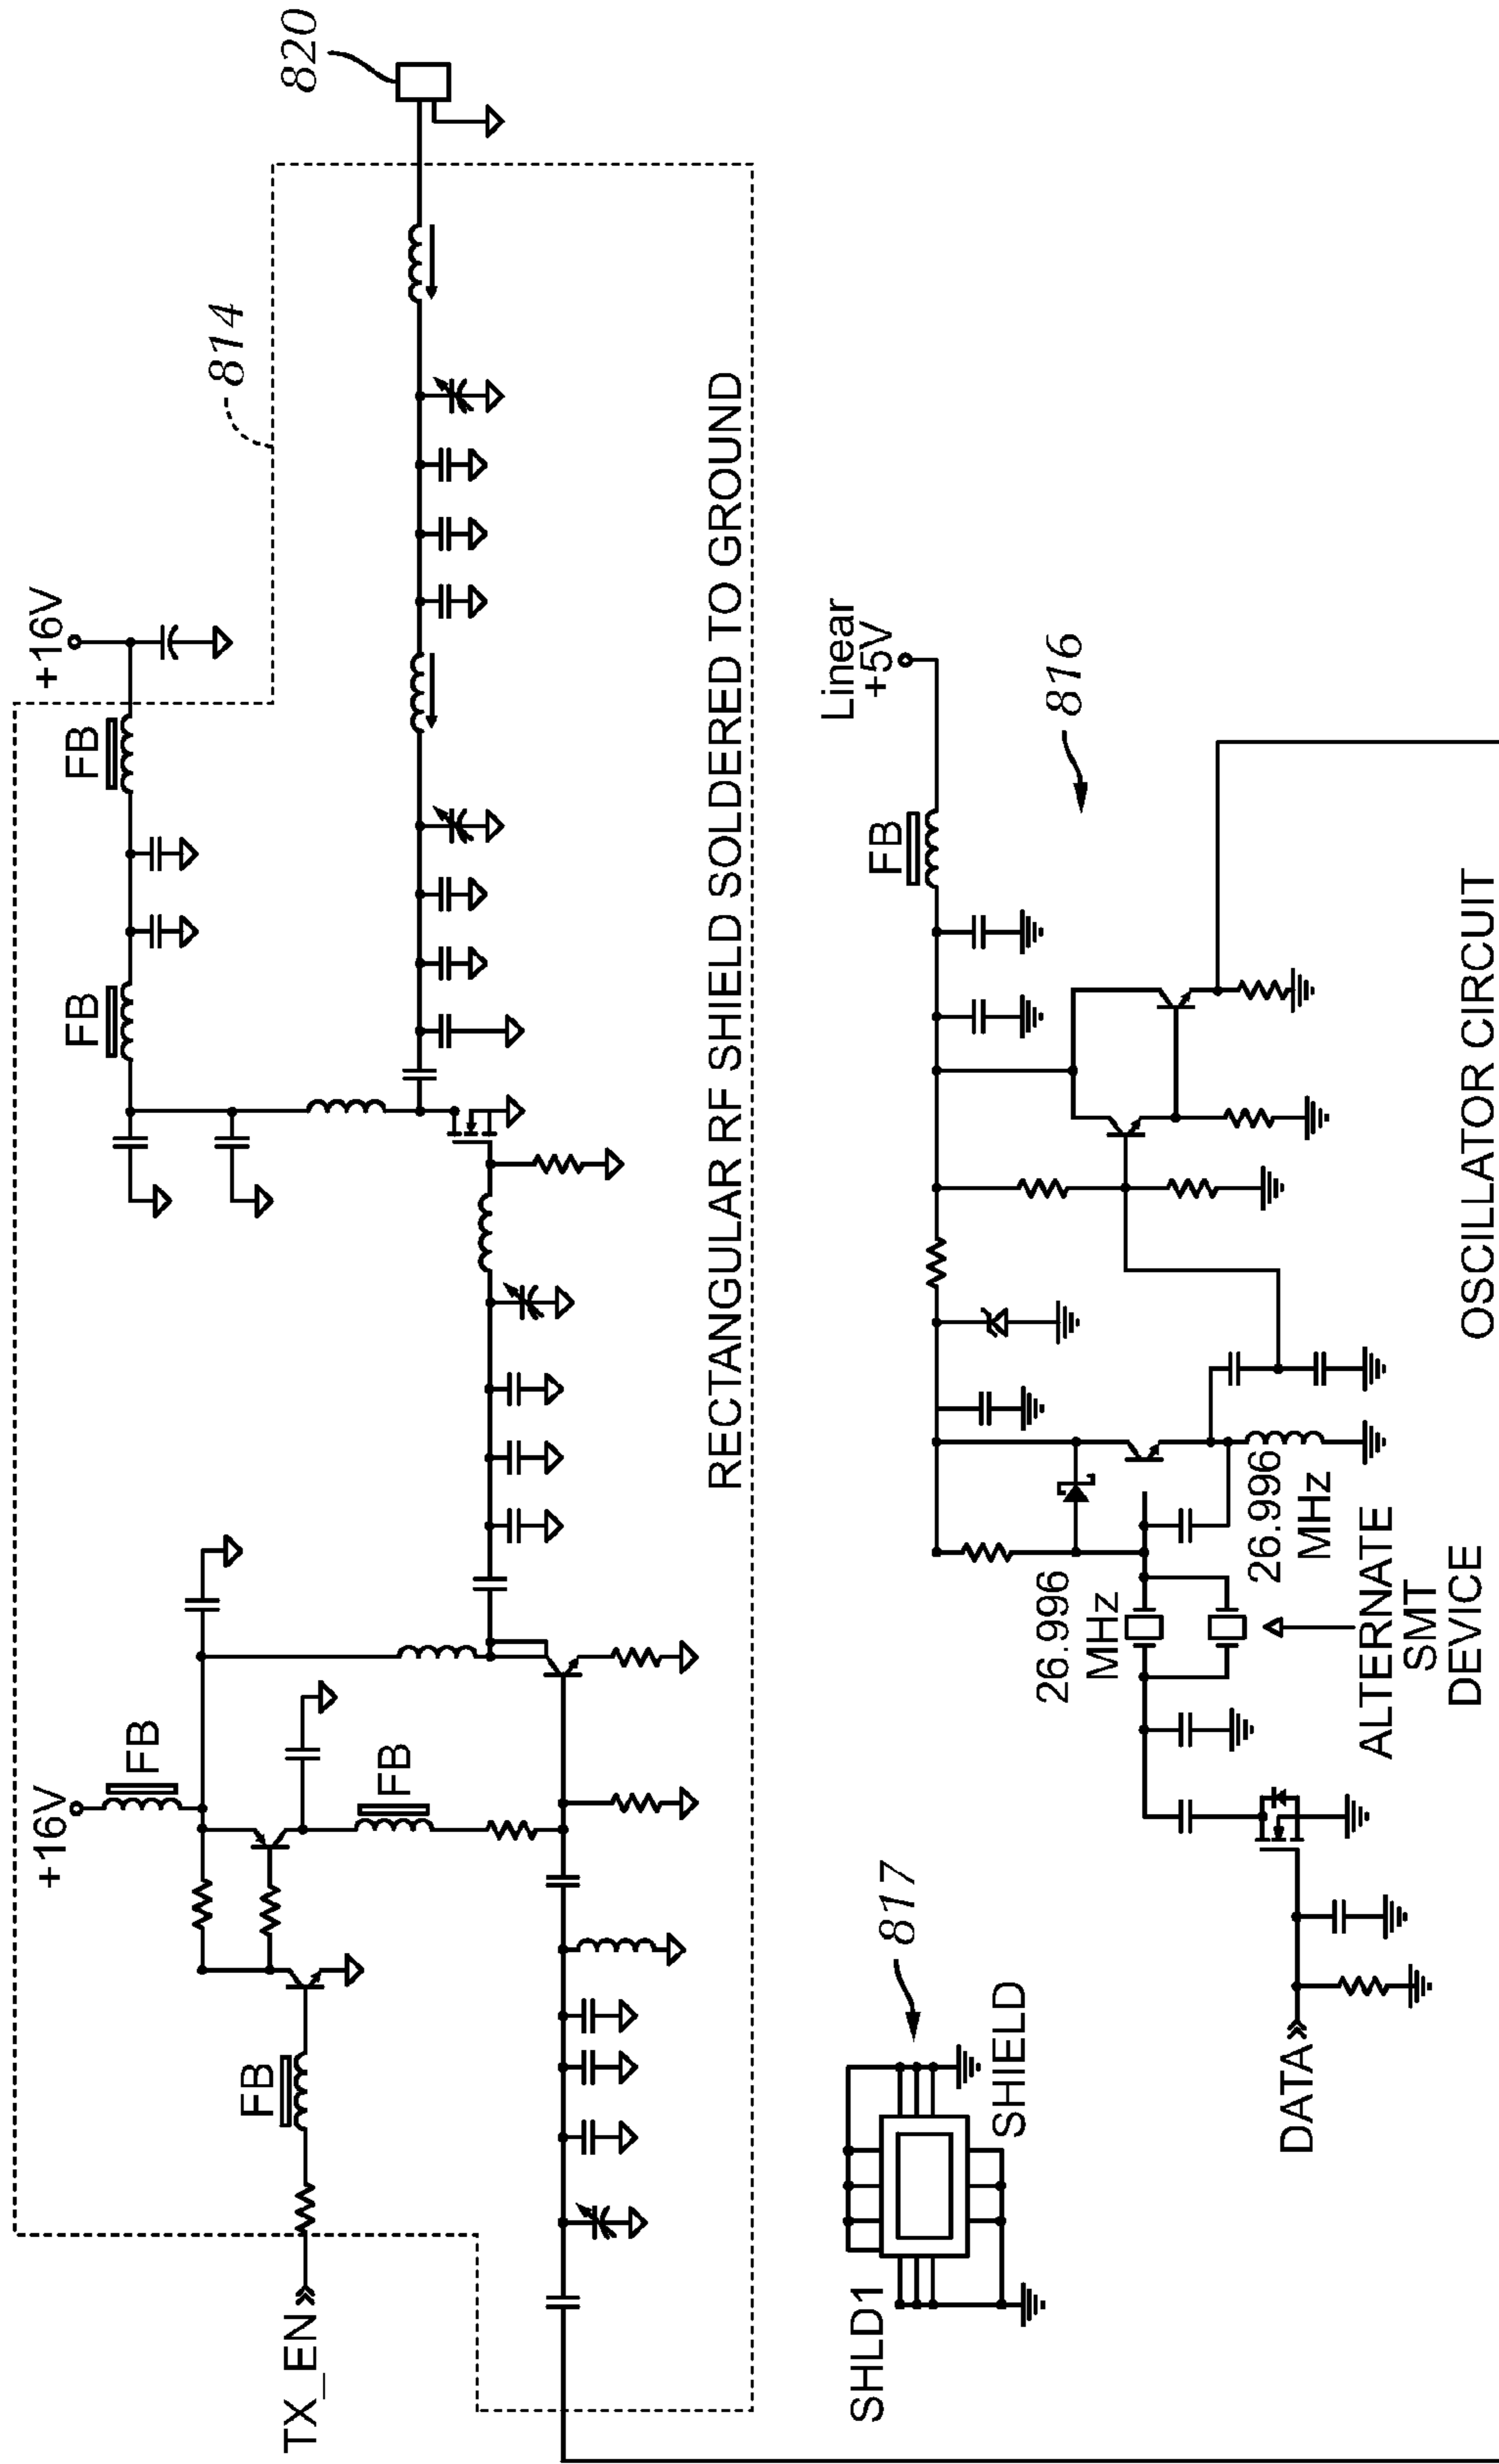 820
814
+16V
FB
FB
+16V
FB
FB
FB
TX_EN
RECTANGULAR RF SHIELD SOLDERED TO GROUND
Linear
+5V
816
FB
817
SHLD1
SHIELD
26.996
MHz
26.996
MHz
ALTERNATE
SMT
DEVICE
DATA
OSCILLATOR CIRCUIT